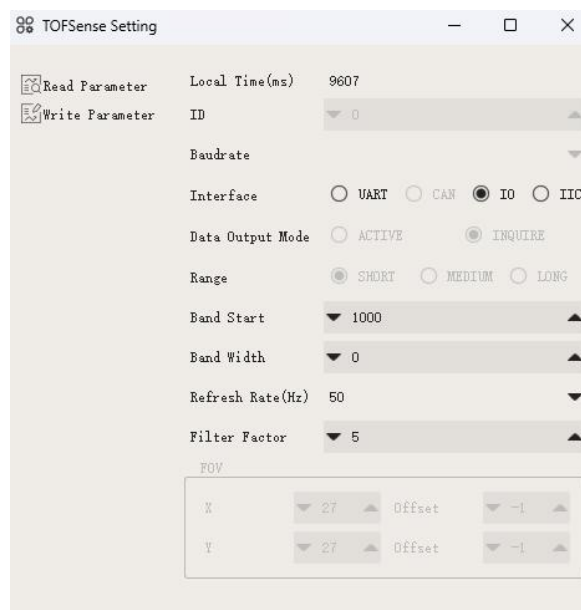 TOFSense Setting
Read Parameter
Write Parameter
Local Time(ms) 9607
ID 0
Baudrate
Interface UART CAN IO IIC
Data Output Mode ACTIVE INQUIRE
Range SHORT MEDIUM LONG
Band Start 1000
Band Width 0
Refresh Rate(Hz) 50
Filter Factor 5
FOV
X 27 Offset -1
Y 27 Offset -1